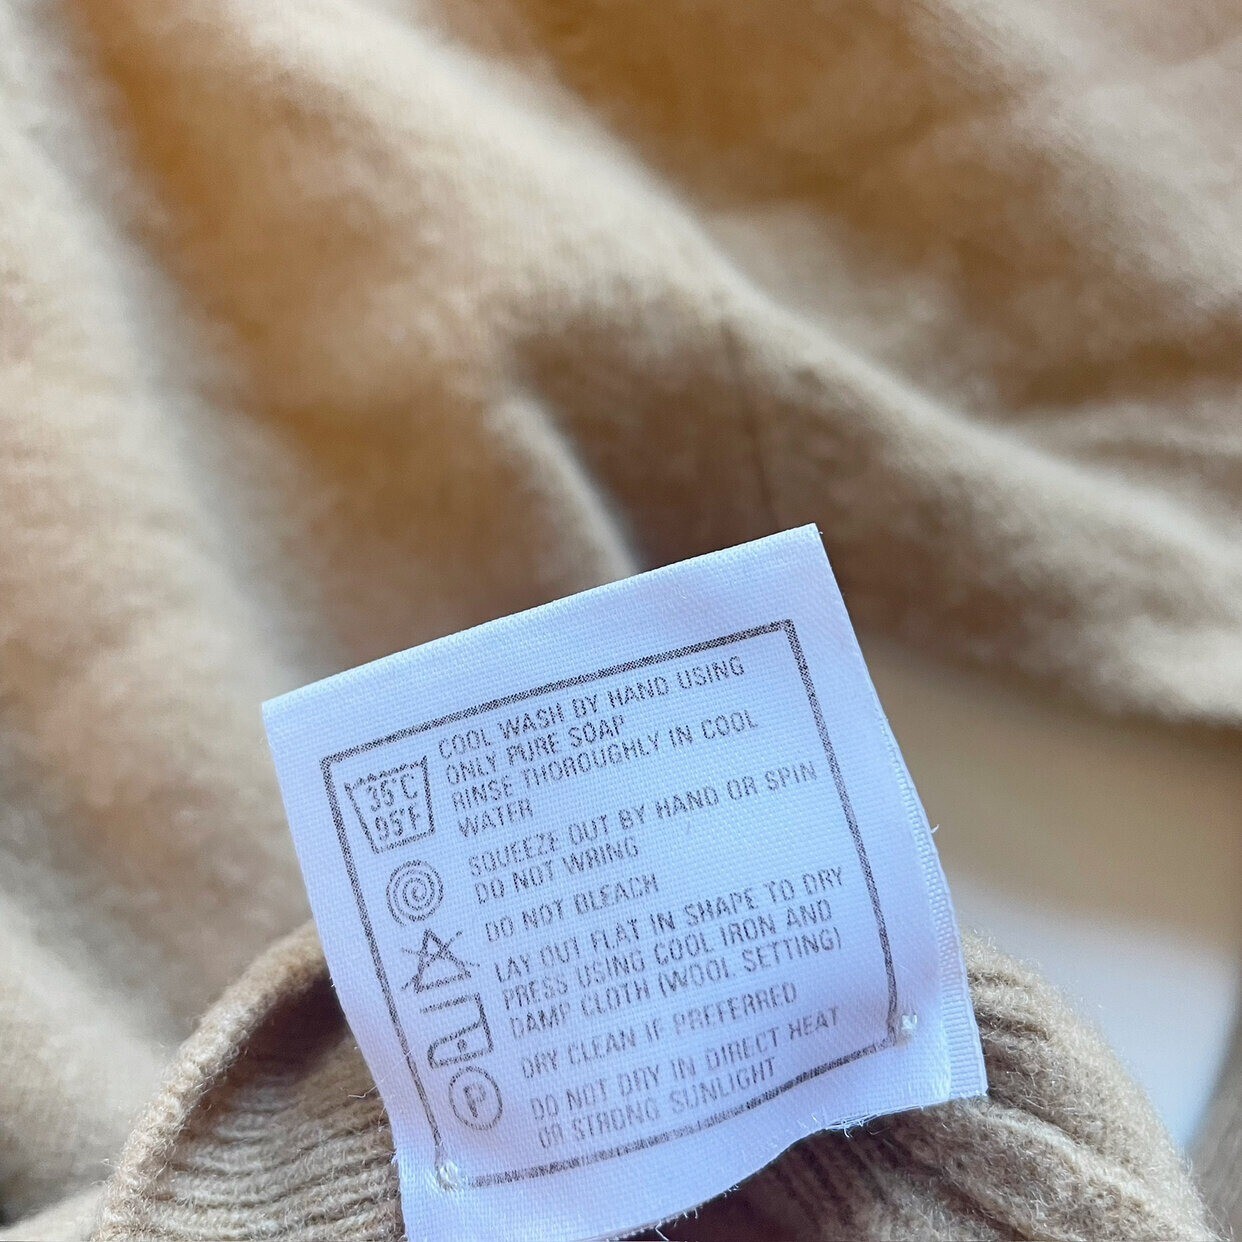 COOL WASH BY HAND USING
ONLY PURE SOAP
RINSE THOROUGHLY IN COOL
WATER
35°C
95°F
SQUEEZE OUT BY HAND OR SPIN
DO NOT WRING
DO NOT BLEACH
LAY OUT FLAT IN SHAPE TO DRY
PRESS USING COOL IRON AND
DAMP CLOTH (WOOL SETTING)
DRY CLEAN IF PREFERRED
P
DO NOT DRY IN DIRECT HEAT
OR STRONG SUNLIGHT